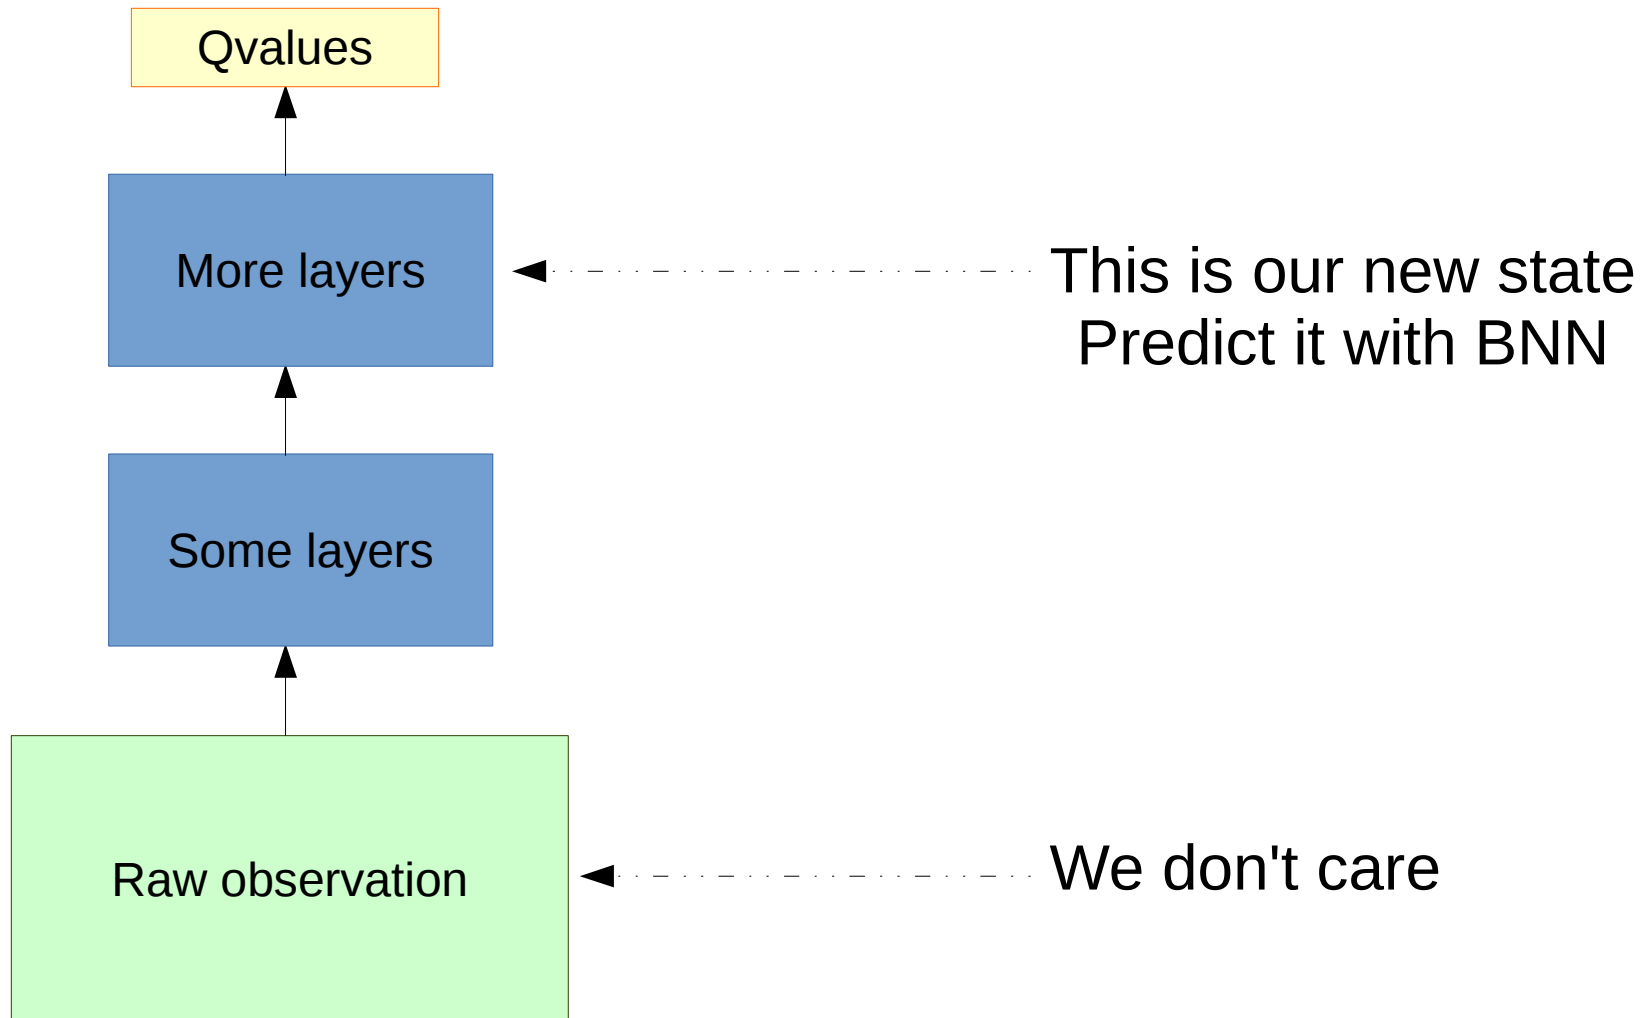 Qvalues
More layers
This is our new state
Predict it with BNN
Some layers
Raw observation
We don't care